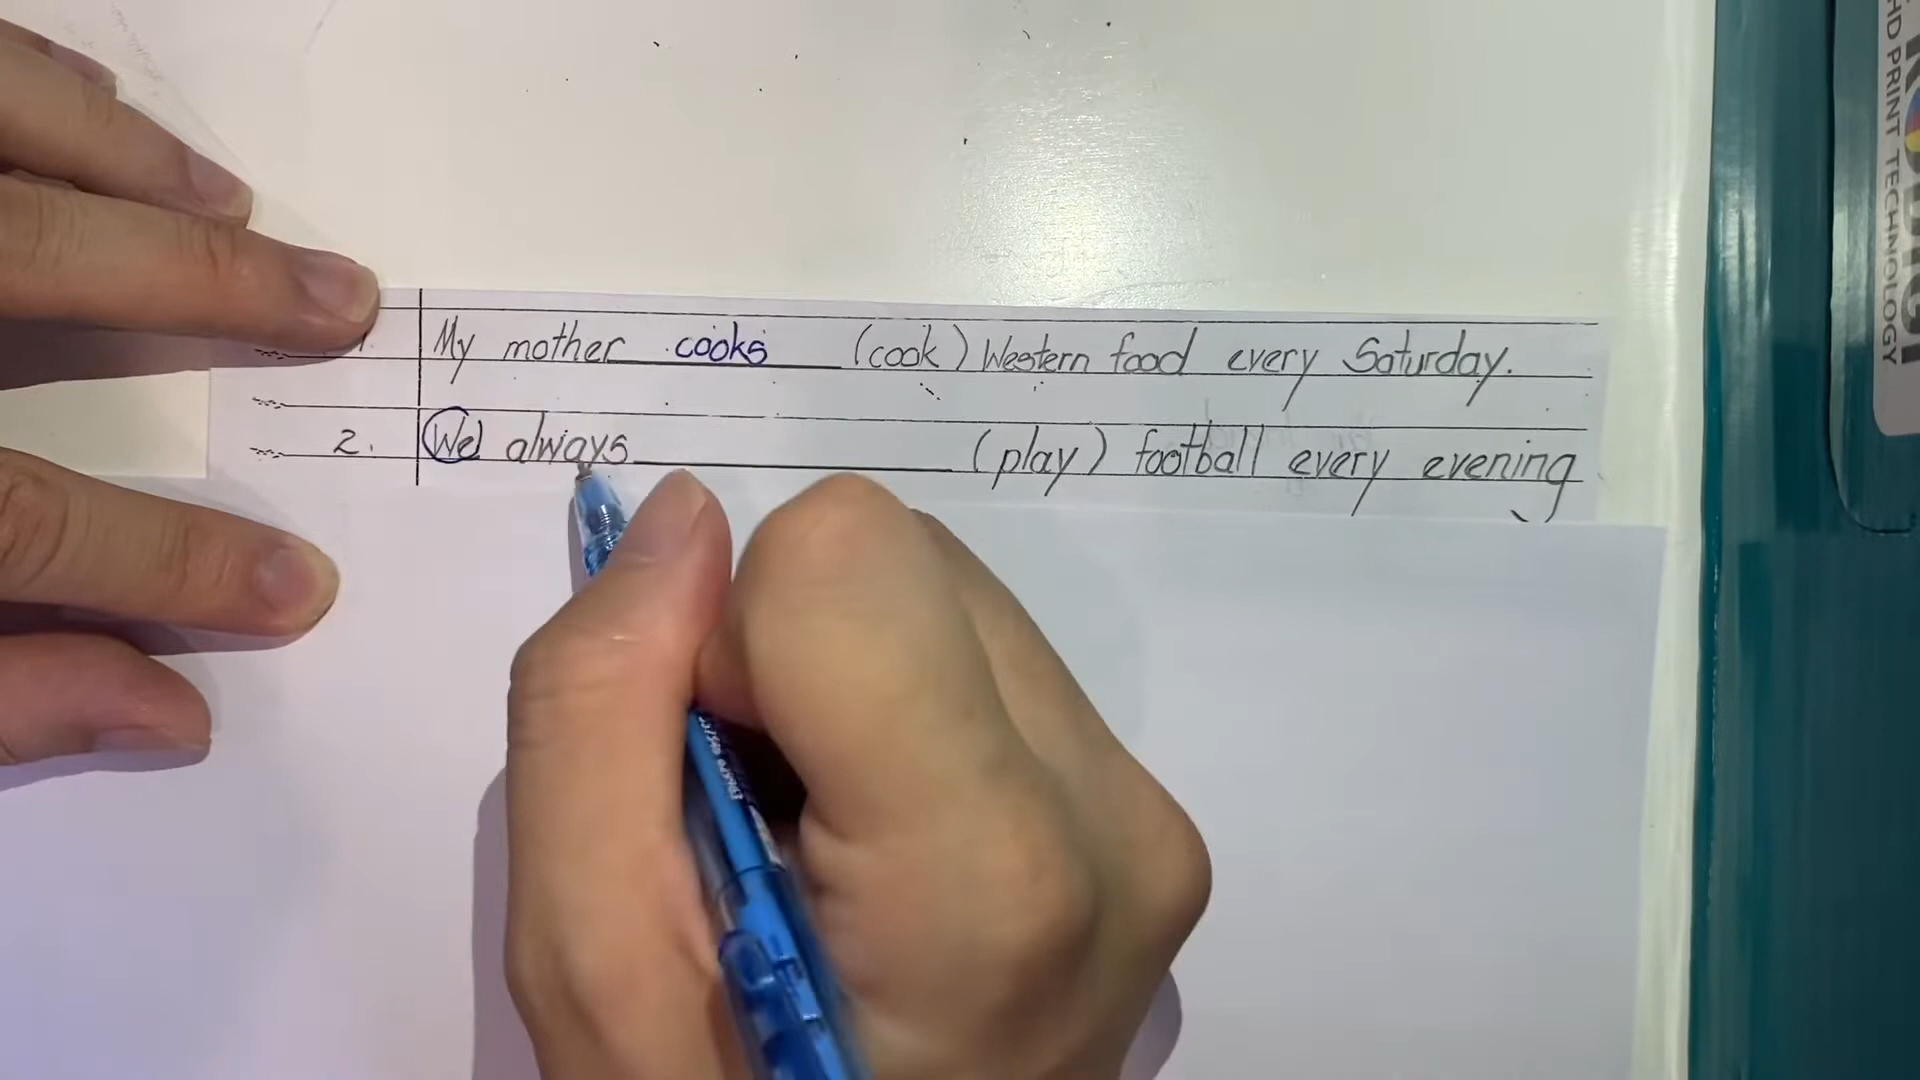 1. My mother cooks (cook) Western food every Saturday.
2. We always (play) football every evening
HD PRINT TECHNOLOGY